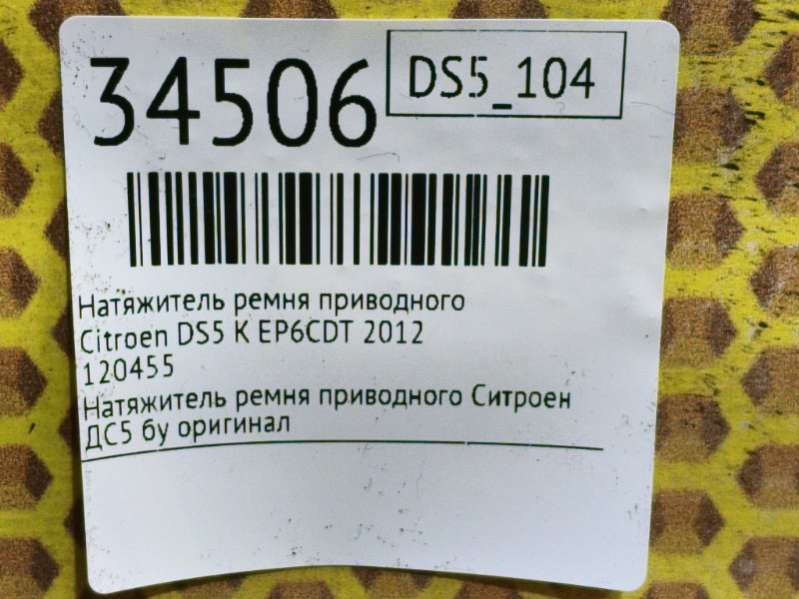 34506
DS5_104
Натяжитель ремня приводного
Citroen DS5 K EP6CDT 2012
120455
Натяжитель ремня приводного Ситроен
ДС5 бу оригинал